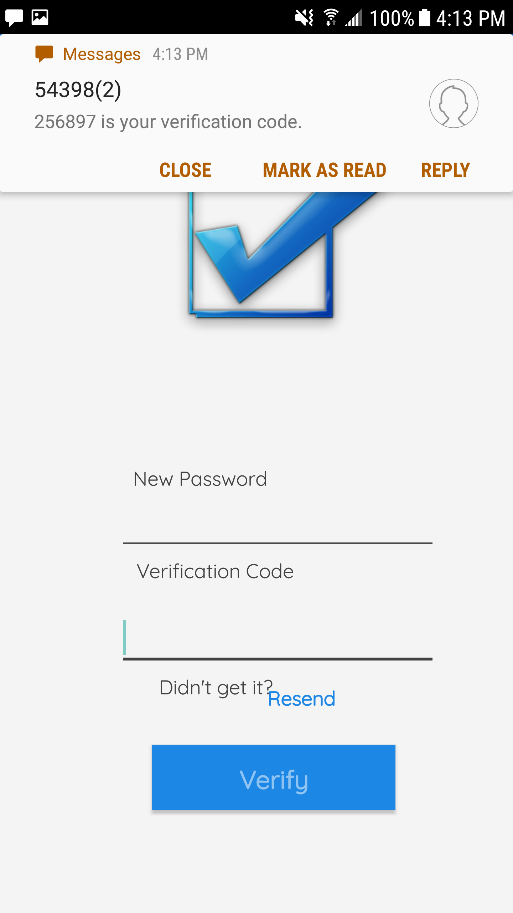 100% 4:13 PM
Messages 4:13 PM
54398(2)
256897 is your verification code.
CLOSE MARK AS READ REPLY
New Password
Verification Code
Didn't get it?
Resend
Verify